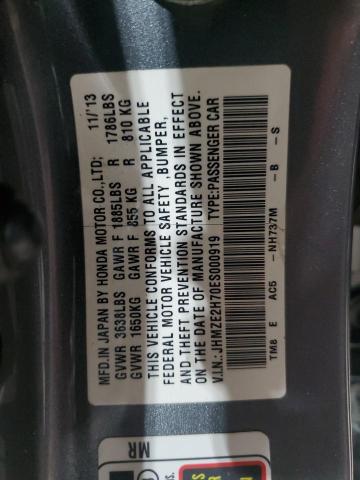 MFD.IN JAPAN BY HONDA MOTOR CO.,LTD: 11/'13
GVWR 3638LBS GAWR F 1885LBS R 1786LBS
GVWR 1650KG GAWR F 855 KG R 810 KG
THIS VEHICLE CONFORMS TO ALL APPLICABLE
FEDERAL MOTOR VEHICLE SAFETY ,BUMPER,
AND THEFT PREVENTION STANDARDS IN EFFECT
ON THE DATE OF MANUFACTURE SHOWN ABOVE.
V.I.N.:JHMZE2H70ES000919 TYPE:PASSENGER CAR
TM8 E AC5 -NH737M -B -S
MR
ns.